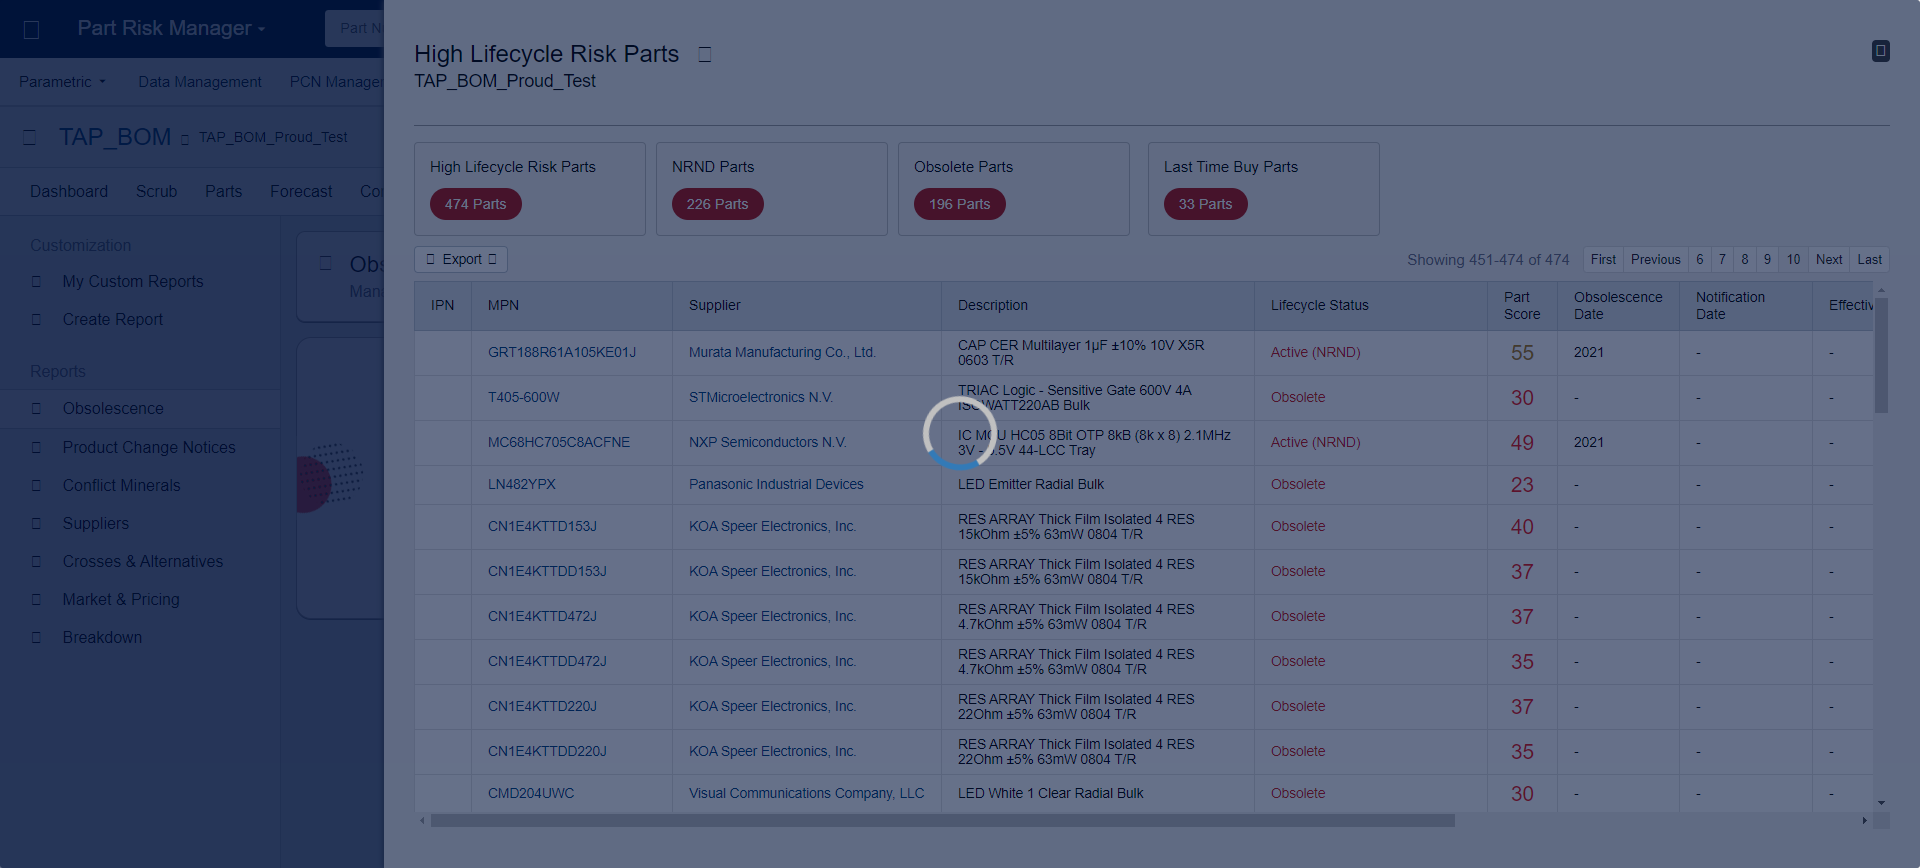 Part Risk Manager
Part N
Parametric
Data Management
PCN Manage
TAP_BOM
TAP_BOM_Proud_Test
Dashboard
Scrub
Parts
Forecast
Co
Customization
My Custom Reports
Create Report
Reports
Obsolescence
Product Change Notices
Conflict Minerals
Suppliers
Crosses & Alternatives
Market & Pricing
Breakdown
Obs
Mana
High Lifecycle Risk Parts
TAP_BOM_Proud_Test
High Lifecycle Risk Parts
474 Parts
NRND Parts
226 Parts
Obsolete Parts
196 Parts
Last Time Buy Parts
33 Parts
Export
Showing 451-474 of 474
First Previous 6 7 8 9 10 Next Last
IPN MPN Supplier Description Lifecycle Status Part Score Obsolescence Date Notification Date Effectiv
GRT188R61A105KE01J Murata Manufacturing Co., Ltd. CAP CER Multilayer 1µF ±10% 10V X5R 0603 T/R Active (NRND) 55 2021 - -
T405-600W STMicroelectronics N.V. TRIAC Logic - Sensitive Gate 600V 4A ISOWATT220AB Bulk Obsolete 30 - - -
MC68HC705C8ACFNE NXP Semiconductors N.V. IC MCU HC05 8Bit OTP 8kB (8k x 8) 2.1MHz 3V - 5.5V 44-LCC Tray Active (NRND) 49 2021 - -
LN482YPX Panasonic Industrial Devices LED Emitter Radial Bulk Obsolete 23 - - -
CN1E4KTTD153J KOA Speer Electronics, Inc. RES ARRAY Thick Film Isolated 4 RES 15kOhm ±5% 63mW 0804 T/R Obsolete 40 - - -
CN1E4KTTDD153J KOA Speer Electronics, Inc. RES ARRAY Thick Film Isolated 4 RES 15kOhm ±5% 63mW 0804 T/R Obsolete 37 - - -
CN1E4KTTD472J KOA Speer Electronics, Inc. RES ARRAY Thick Film Isolated 4 RES 4.7kOhm ±5% 63mW 0804 T/R Obsolete 37 - - -
CN1E4KTTDD472J KOA Speer Electronics, Inc. RES ARRAY Thick Film Isolated 4 RES 4.7kOhm ±5% 63mW 0804 T/R Obsolete 35 - - -
CN1E4KTTD220J KOA Speer Electronics, Inc. RES ARRAY Thick Film Isolated 4 RES 22Ohm ±5% 63mW 0804 T/R Obsolete 37 - - -
CN1E4KTTDD220J KOA Speer Electronics, Inc. RES ARRAY Thick Film Isolated 4 RES 22Ohm ±5% 63mW 0804 T/R Obsolete 35 - - -
CMD204UWC Visual Communications Company, LLC LED White 1 Clear Radial Bulk Obsolete 30 - - -